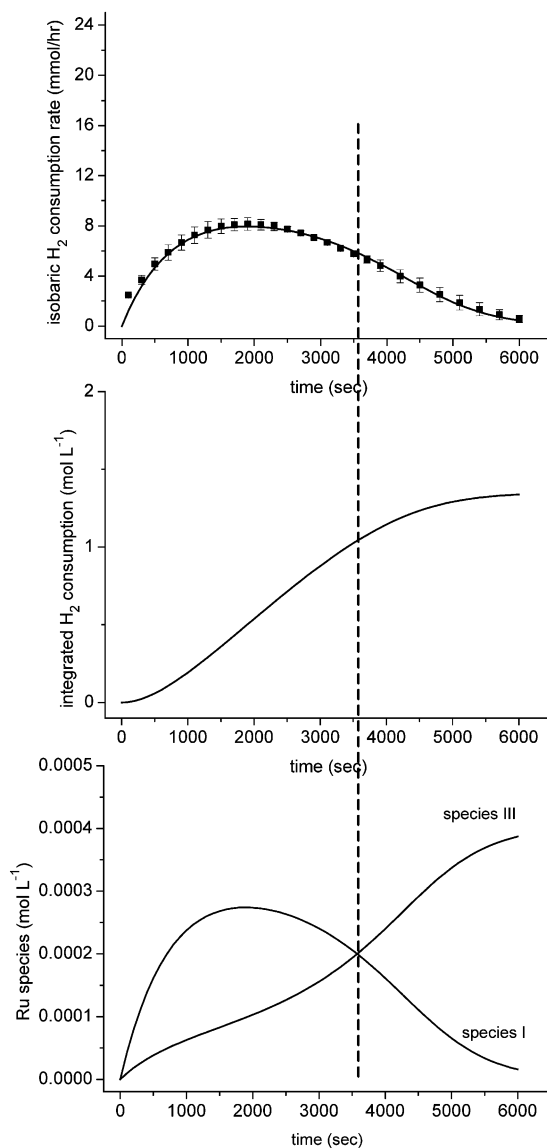 isobaric H2 consumption rate (mmol/hr)
24
20
16
12
8
4
0
0 1000 2000 3000 4000 5000 6000
time (sec)
integrated H2 consumption (mol L-1)
2
1
0
0 1000 2000 3000 4000 5000 6000
time (sec)
Ru species (mol L-1)
0.0005
0.0004
0.0003
0.0002
0.0001
0.0000
species III
species I
0 1000 2000 3000 4000 5000 6000
time (sec)